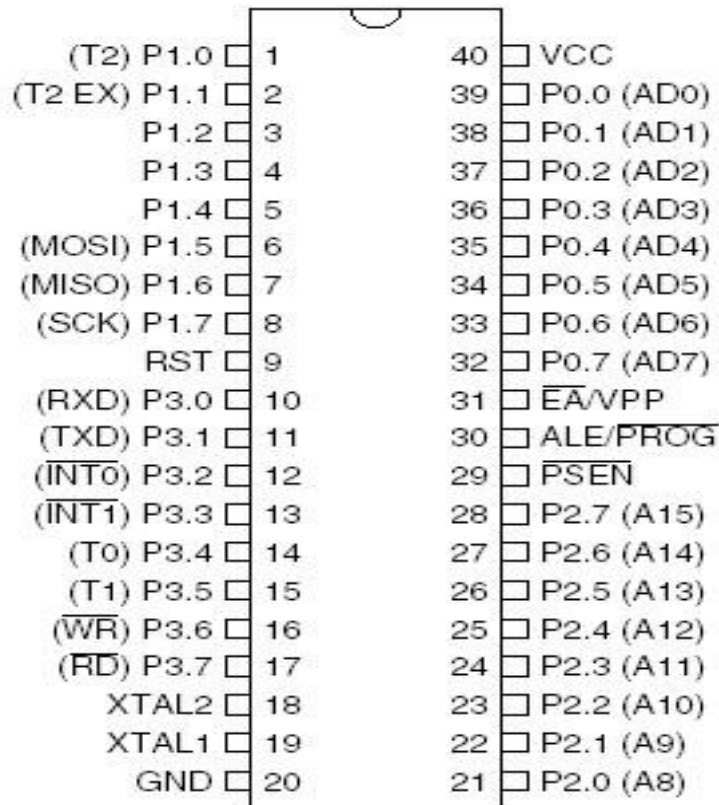 (T2) P1.0 1 40 VCC
(T2 EX) P1.1 2 39 P0.0 (AD0)
P1.2 3 38 P0.1 (AD1)
P1.3 4 37 P0.2 (AD2)
P1.4 5 36 P0.3 (AD3)
(MOSI) P1.5 6 35 P0.4 (AD4)
(MISO) P1.6 7 34 P0.5 (AD5)
(SCK) P1.7 8 33 P0.6 (AD6)
RST 9 32 P0.7 (AD7)
(RXD) P3.0 10 31 E̅A̅/VPP
(TXD) P3.1 11 30 ALE/P̅R̅O̅G̅
(I̅N̅T̅0̅) P3.2 12 29 P̅S̅E̅N̅
(I̅N̅T̅1̅) P3.3 13 28 P2.7 (A15)
(T0) P3.4 14 27 P2.6 (A14)
(T1) P3.5 15 26 P2.5 (A13)
(W̅R̅) P3.6 16 25 P2.4 (A12)
(R̅D̅) P3.7 17 24 P2.3 (A11)
XTAL2 18 23 P2.2 (A10)
XTAL1 19 22 P2.1 (A9)
GND 20 21 P2.0 (A8)